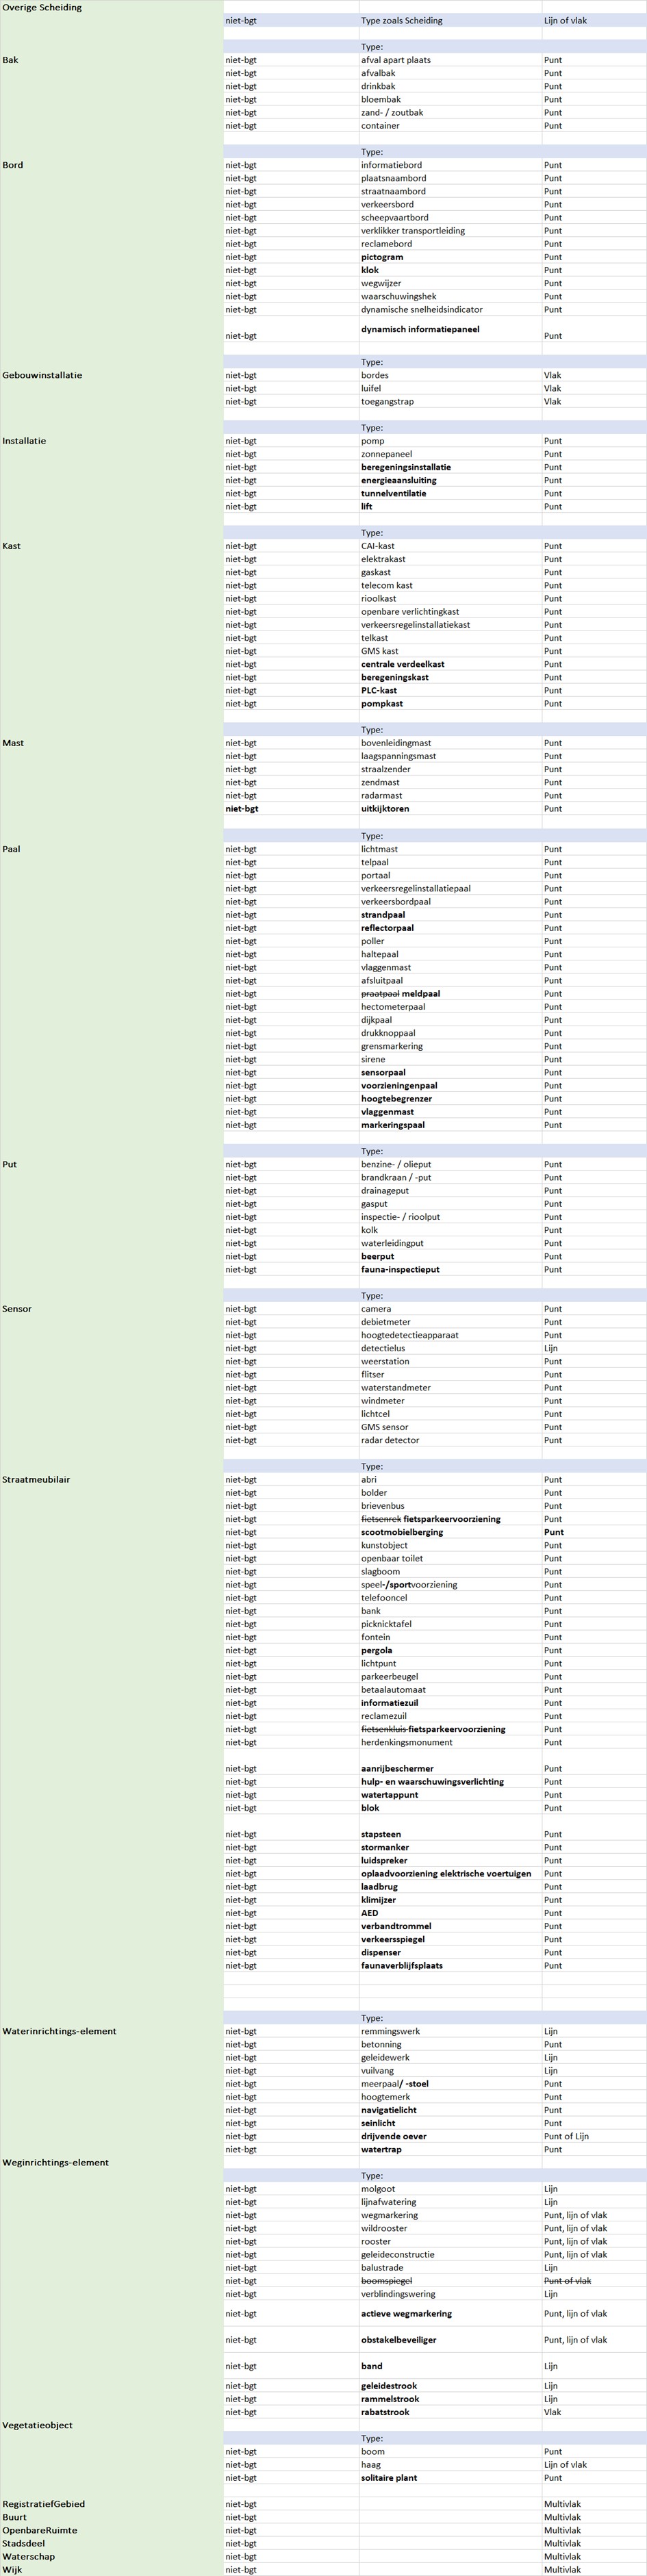 Overige Scheiding
niet-bgt Type zoals Scheiding Lijn of vlak
Type:
Bak niet-bgt afval apart plaats Punt
niet-bgt afvalbak Punt
niet-bgt drinkbak Punt
niet-bgt bloembak Punt
niet-bgt zand- / zoutbak Punt
niet-bgt container Punt
Type:
Bord niet-bgt informatiebord Punt
niet-bgt plaatsnaambord Punt
niet-bgt straatnaambord Punt
niet-bgt verkeersbord Punt
niet-bgt scheepvaartbord Punt
niet-bgt verklikker transportleiding Punt
niet-bgt reclamebord Punt
niet-bgt pictogram Punt
niet-bgt klok Punt
niet-bgt wegwijzer Punt
niet-bgt waarschuwingshek Punt
niet-bgt dynamische snelheidsindicator Punt
niet-bgt dynamisch informatiepaneel Punt
Type:
Gebouwinstallatie niet-bgt bordes Vlak
niet-bgt luifel Vlak
niet-bgt toegangstrap Vlak
Type:
Installatie niet-bgt pomp Punt
niet-bgt zonnepaneel Punt
niet-bgt beregeningsinstallatie Punt
niet-bgt energieaansluiting Punt
niet-bgt tunnelventilatie Punt
niet-bgt lift Punt
Type:
Kast niet-bgt CAI-kast Punt
niet-bgt elektrakast Punt
niet-bgt gaskast Punt
niet-bgt telecom kast Punt
niet-bgt rioolkast Punt
niet-bgt openbare verlichtingkast Punt
niet-bgt verkeersregelinstallatiekast Punt
niet-bgt telkast Punt
niet-bgt GMS kast Punt
niet-bgt centrale verdeelkast Punt
niet-bgt beregeningskast Punt
niet-bgt PLC-kast Punt
niet-bgt pompkast Punt
Type:
Mast niet-bgt bovenleidingmast Punt
niet-bgt laagspanningsmast Punt
niet-bgt straalzender Punt
niet-bgt zendmast Punt
niet-bgt radarmast Punt
niet-bgt uitkijktoren Punt
Type:
Paal niet-bgt lichtmast Punt
niet-bgt telpaal Punt
niet-bgt portaal Punt
niet-bgt verkeersregelinstallatiepaal Punt
niet-bgt verkeersbordpaal Punt
niet-bgt strandpaal Punt
niet-bgt reflectorpaal Punt
niet-bgt poller Punt
niet-bgt haltepaal Punt
niet-bgt vlaggenmast Punt
niet-bgt afsluitpaal Punt
niet-bgt praatpaal meldpaal Punt
niet-bgt hectometerpaal Punt
niet-bgt dijkpaal Punt
niet-bgt drukknoppaal Punt
niet-bgt grensmarkering Punt
niet-bgt sirene Punt
niet-bgt sensorpaal Punt
niet-bgt voorzieningenpaal Punt
niet-bgt hoogtebegrenzer Punt
niet-bgt vlaggenmast Punt
niet-bgt markeringspaal Punt
Type:
Put niet-bgt benzine- / olieput Punt
niet-bgt brandkraan / -put Punt
niet-bgt drainageput Punt
niet-bgt gasput Punt
niet-bgt inspectie- / rioolput Punt
niet-bgt kolk Punt
niet-bgt waterleidingput Punt
niet-bgt beerput Punt
niet-bgt fauna-inspectieput Punt
Type:
Sensor niet-bgt camera Punt
niet-bgt debietmeter Punt
niet-bgt hoogtedetectieapparaat Punt
niet-bgt detectielus Lijn
niet-bgt weerstation Punt
niet-bgt flitser Punt
niet-bgt waterstandmeter Punt
niet-bgt windmeter Punt
niet-bgt lichtcel Punt
niet-bgt GMS sensor Punt
niet-bgt radar detector Punt
Type:
Straatmeubilair niet-bgt abri Punt
niet-bgt bolder Punt
niet-bgt brievenbus Punt
niet-bgt fietsenrek fietsparkeervoorziening Punt
niet-bgt scootmobielberging Punt
niet-bgt kunstobject Punt
niet-bgt openbaar toilet Punt
niet-bgt slagboom Punt
niet-bgt speel-/sportvoorziening Punt
niet-bgt telefooncel Punt
niet-bgt bank Punt
niet-bgt picknicktafel Punt
niet-bgt fontein Punt
niet-bgt pergola Punt
niet-bgt lichtpunt Punt
niet-bgt parkeerbeugel Punt
niet-bgt betaalautomaat Punt
niet-bgt informatiezuil Punt
niet-bgt reclamezuil Punt
niet-bgt fietsenkluis fietsparkeervoorziening Punt
niet-bgt herdenkingsmonument Punt
niet-bgt aanrijbeschermer Punt
niet-bgt hulp- en waarschuwingsverlichting Punt
niet-bgt watertappunt Punt
niet-bgt blok Punt
niet-bgt stapsteen Punt
niet-bgt stormanker Punt
niet-bgt luidspreker Punt
niet-bgt oplaadvoorziening elektrische voertuigen Punt
niet-bgt laadbrug Punt
niet-bgt klimijzer Punt
niet-bgt AED Punt
niet-bgt verbandtrommel Punt
niet-bgt verkeersspiegel Punt
niet-bgt dispenser Punt
niet-bgt faunaverblijfsplaats Punt
Type:
Waterinrichtings-element niet-bgt remmingswerk Lijn
niet-bgt betonning Punt
niet-bgt geleidewerk Lijn
niet-bgt vuilvang Lijn
niet-bgt meerpaal/ -stoel Punt
niet-bgt hoogtemerk Punt
niet-bgt navigatielicht Punt
niet-bgt seinlicht Punt
niet-bgt drijvende oever Punt of Lijn
niet-bgt watertrap Punt
Weginrichtings-element
Type:
niet-bgt molgoot Lijn
niet-bgt lijnafwatering Lijn
niet-bgt wegmarkering Punt, lijn of vlak
niet-bgt wildrooster Punt, lijn of vlak
niet-bgt rooster Punt, lijn of vlak
niet-bgt geleideconstructie Punt, lijn of vlak
niet-bgt balustrade Lijn
niet-bgt boomspiegel Punt of vlak
niet-bgt verblindingswering Lijn
niet-bgt actieve wegmarkering Punt, lijn of vlak
niet-bgt obstakelbeveiliger Punt, lijn of vlak
niet-bgt band Lijn
niet-bgt geleidestrook Lijn
niet-bgt rammelstrook Lijn
niet-bgt rabatstrook Vlak
Vegetatieobject
Type:
niet-bgt boom Punt
niet-bgt haag Lijn of vlak
niet-bgt solitaire plant Punt
RegistratiefGebied niet-bgt Multivlak
Buurt niet-bgt Multivlak
OpenbareRuimte niet-bgt Multivlak
Stadsdeel niet-bgt Multivlak
Waterschap niet-bgt Multivlak
Wijk niet-bgt Multivlak